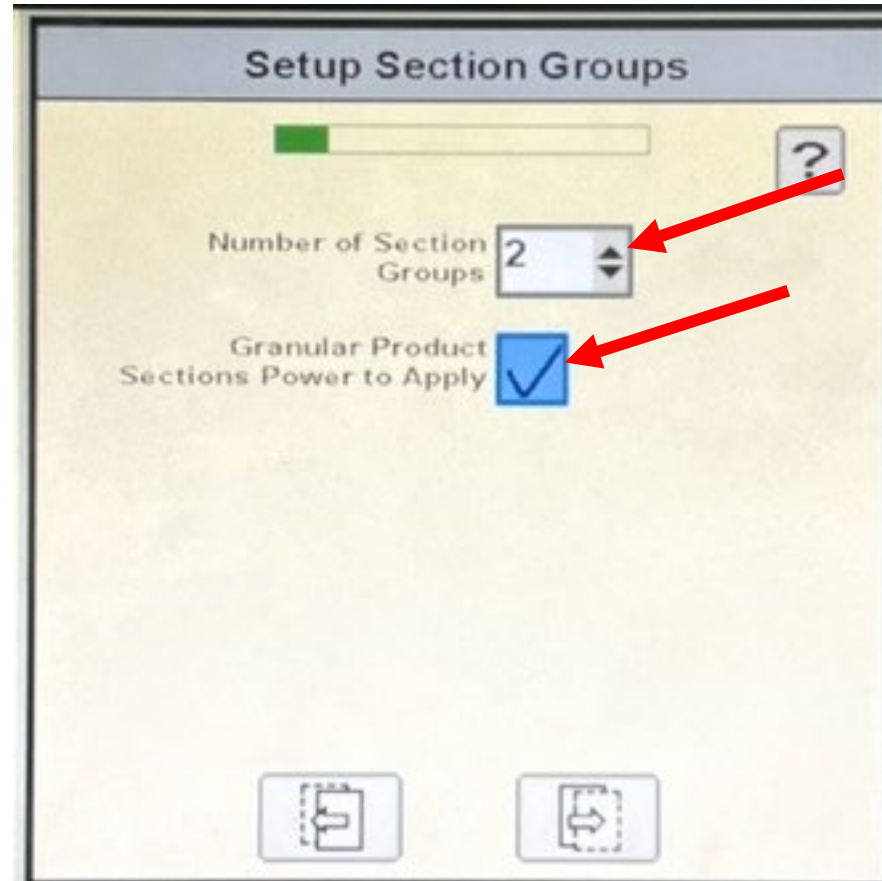 Setup Section Groups
?
Number of Section
Groups
2
Granular Product
Sections Power to Apply